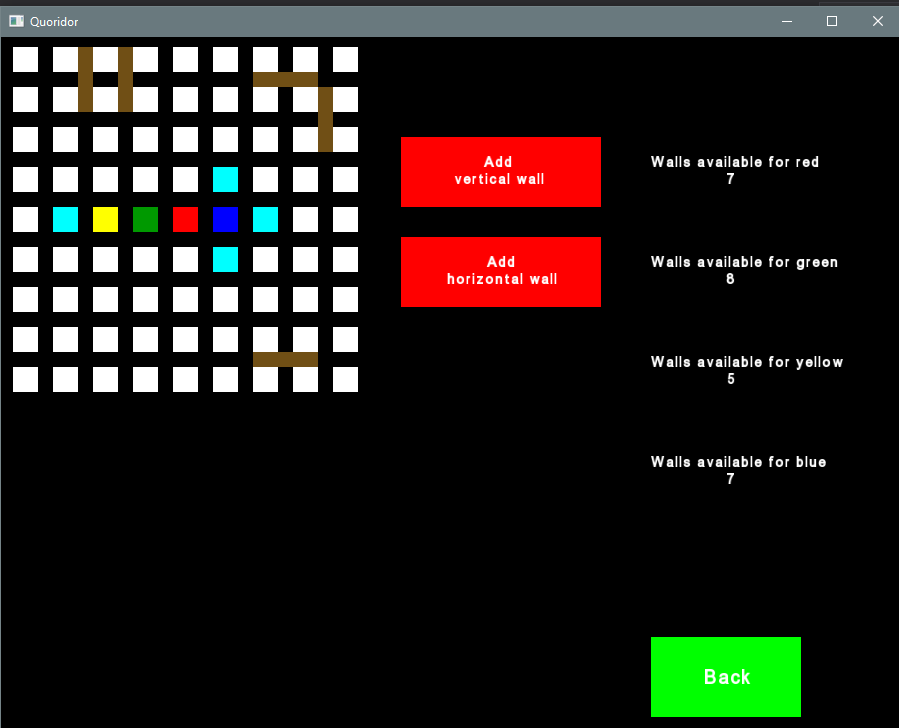 Quoridor
Add
vertical wall
Walls available for red
7
Add
horizontal wall
Walls available for green
8
Walls available for yellow
5
Walls available for blue
7
Back